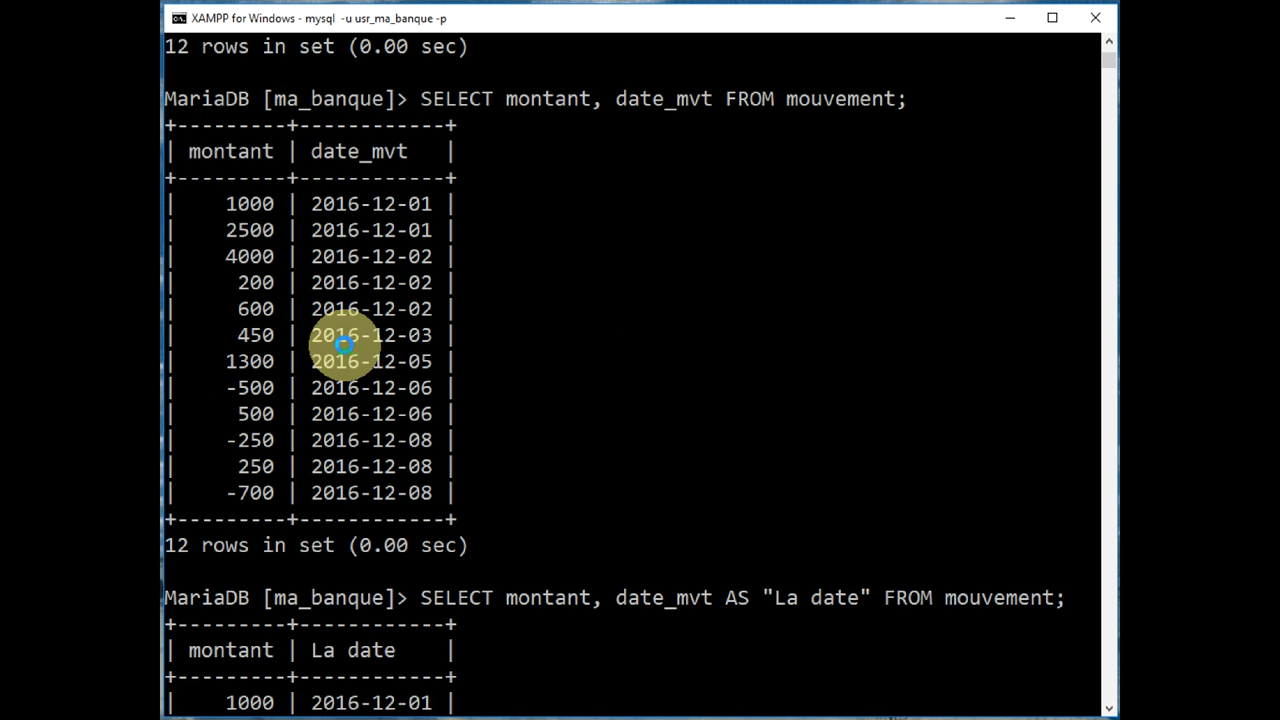 XAMPP for Windows - mysql -u usr_ma_banque -p
12 rows in set (0.00 sec)
MariaDB [ma_banque]> SELECT montant, date_mvt FROM mouvement;
+---------+------------+
| montant | date_mvt   |
+---------+------------+
|    1000 | 2016-12-01 |
|    2500 | 2016-12-01 |
|    4000 | 2016-12-02 |
|     200 | 2016-12-02 |
|     600 | 2016-12-02 |
|     450 | 2016-12-03 |
|    1300 | 2016-12-05 |
|    -500 | 2016-12-06 |
|     500 | 2016-12-06 |
|    -250 | 2016-12-08 |
|     250 | 2016-12-08 |
|    -700 | 2016-12-08 |
+---------+------------+
12 rows in set (0.00 sec)
MariaDB [ma_banque]> SELECT montant, date_mvt AS "La date" FROM mouvement;
+---------+------------+
| montant | La date    |
+---------+------------+
|    1000 | 2016-12-01 |